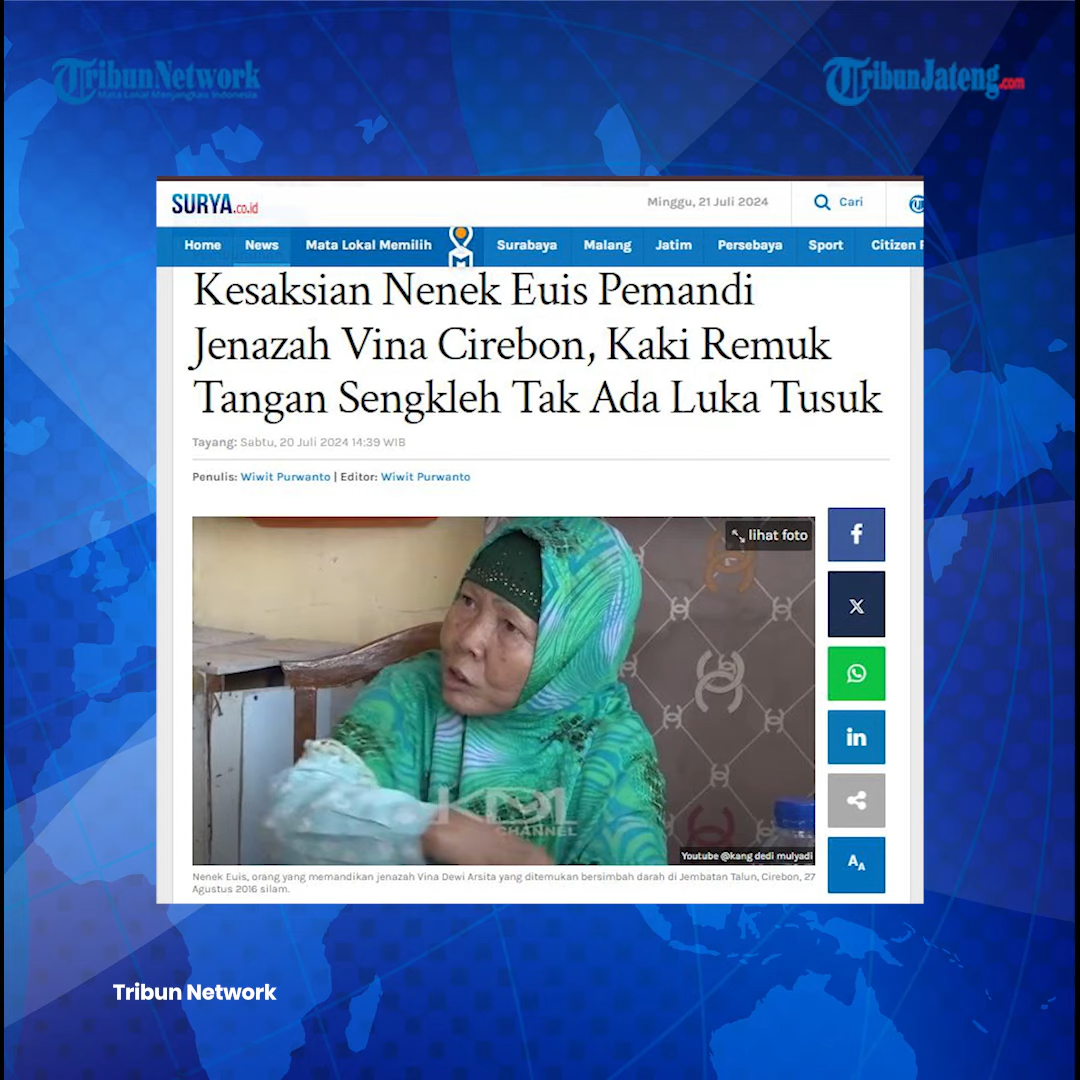 TribunNetwork
Mata Lokal Menjangkau Indonesia
TribunJateng.com
SURYA.co.id
Minggu, 21 Juli 2024
Cari
Home News Mata Lokal Memilih Surabaya Malang Jatim Persebaya Sport Citizen
Kesaksian Nenek Euis Pemandi
Jenazah Vina Cirebon, Kaki Remuk
Tangan Sengkleh Tak Ada Luka Tusuk
Tayang: Sabtu, 20 Juli 2024 14:39 WIB
Penulis: Wiwit Purwanto | Editor: Wiwit Purwanto
lihat foto
KDM
CHANNEL
Youtube @kang dedi mulyadi
Nenek Euis, orang yang memandikan jenazah Vina Dewi Arsita yang ditemukan bersimbah darah di Jembatan Talun, Cirebon, 27
Agustus 2016 silam.
Tribun Network